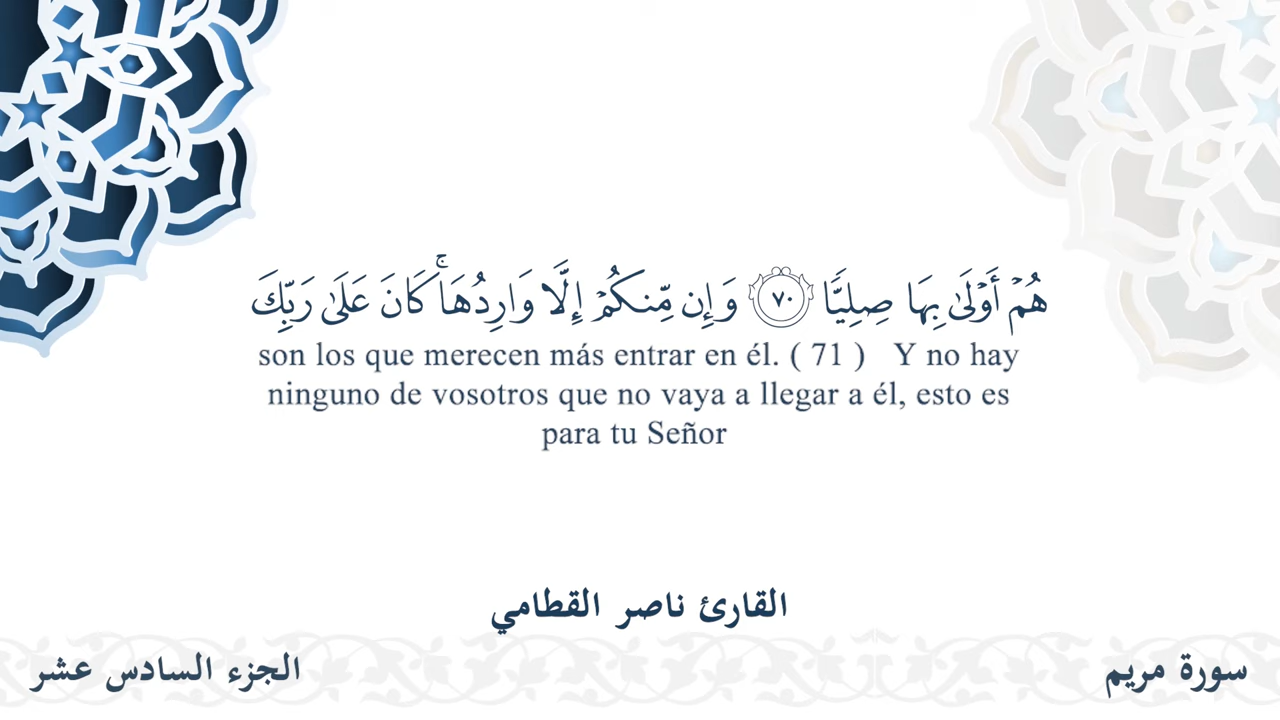 هُمْ أَوْلَىٰ بِهَا صِلِيًّا ٧٠ وَإِن مِّنكُمْ إِلَّا وَارِدُهَا ۚ كَانَ عَلَىٰ رَبِّكَ
son los que merecen más entrar en él. ( 71 ) Y no hay
ninguno de vosotros que no vaya a llegar a él, esto es
para tu Señor
القارئ ناصر القطامي
سورة مريم
الجزء السادس عشر